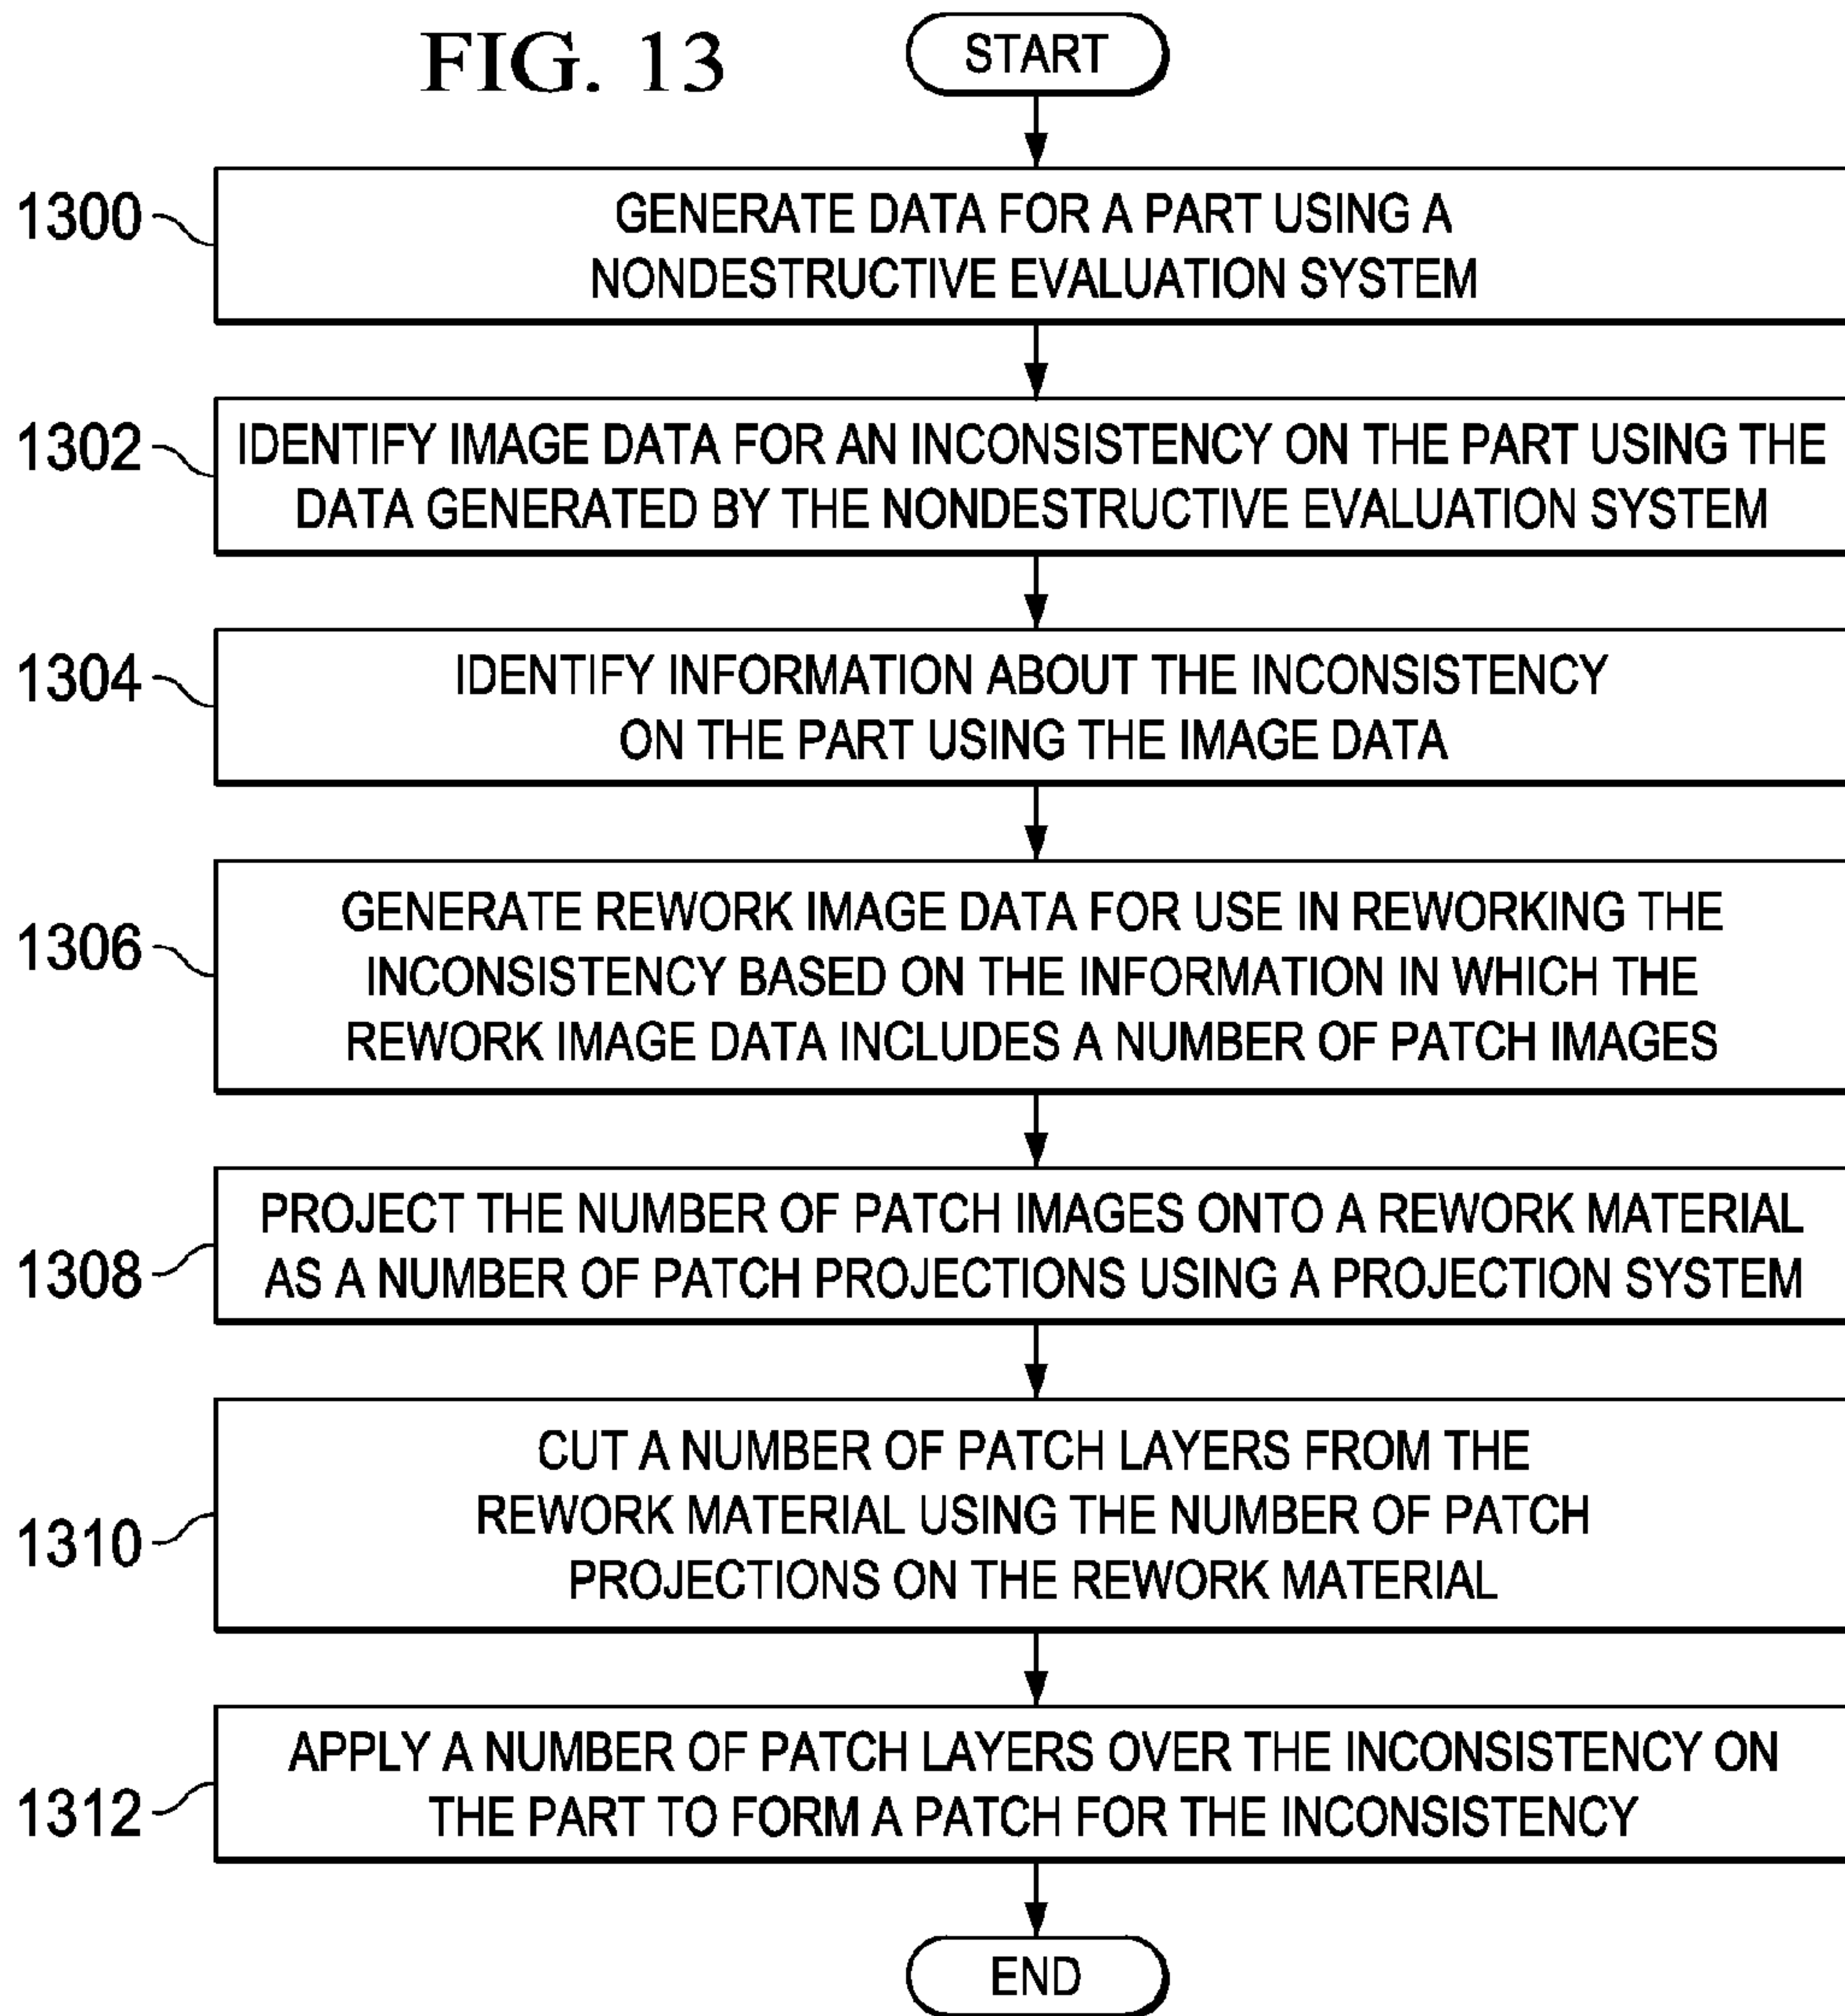 FIG. 13
START
1300
GENERATE DATA FOR A PART USING A
NONDESTRUCTIVE EVALUATION SYSTEM
1302
IDENTIFY IMAGE DATA FOR AN INCONSISTENCY ON THE PART USING THE
DATA GENERATED BY THE NONDESTRUCTIVE EVALUATION SYSTEM
1304
IDENTIFY INFORMATION ABOUT THE INCONSISTENCY
ON THE PART USING THE IMAGE DATA
1306
GENERATE REWORK IMAGE DATA FOR USE IN REWORKING THE
INCONSISTENCY BASED ON THE INFORMATION IN WHICH THE
REWORK IMAGE DATA INCLUDES A NUMBER OF PATCH IMAGES
1308
PROJECT THE NUMBER OF PATCH IMAGES ONTO A REWORK MATERIAL
AS A NUMBER OF PATCH PROJECTIONS USING A PROJECTION SYSTEM
1310
CUT A NUMBER OF PATCH LAYERS FROM THE
REWORK MATERIAL USING THE NUMBER OF PATCH
PROJECTIONS ON THE REWORK MATERIAL
1312
APPLY A NUMBER OF PATCH LAYERS OVER THE INCONSISTENCY ON
THE PART TO FORM A PATCH FOR THE INCONSISTENCY
END